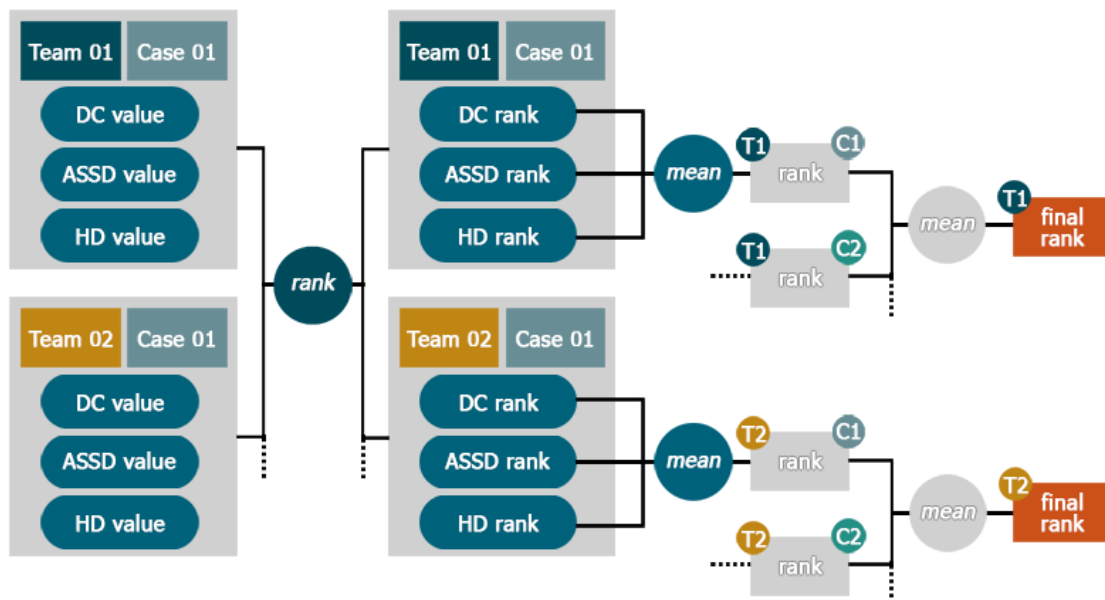 Team 01
Case 01
DC value
ASSD value
HD value
Team 02
Case 01
DC value
ASSD value
HD value
rank
Team 01
Case 01
DC rank
ASSD rank
HD rank
Team 02
Case 01
DC rank
ASSD rank
HD rank
mean
T1
C1
rank
T1
C2
rank
mean
T1
final
rank
mean
T2
C1
rank
T2
C2
rank
mean
T2
final
rank